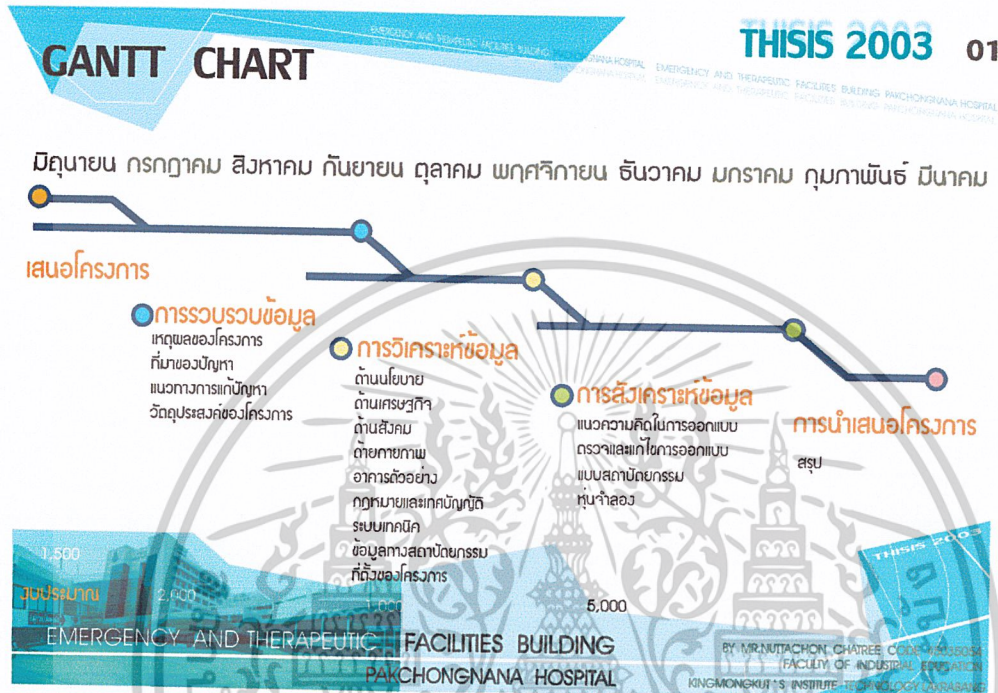 EMERGENCY AND THERAPEUTIC FACILITIES BUILDING PAKCHONGNANA HOSPITAL EMERGENCY AND THERAPEUTIC FACILITIES BUILDING PAKCHONGNANA HOSPITAL
GANTT CHART
THISIS 2003 01
มิถุนายน กรกฎาคม สิงหาคม กันยายน ตุลาคม พฤศจิกายน ธันวาคม มกราคม กุมภาพันธ์ มีนาคม
เสนอโครงการ
การรวบรวบข้อมูล
เหตุผลของโครงการ
ที่มาของปัญหา
แนวทางการแก้ปัญหา
วัตถุประสงค์ของโครงการ
การวิเคราะห์ข้อมูล
ด้านนโยบาย
ด้านเศรษฐกิจ
ด้านสังคม
ด้ายกายภาพ
อาคารตัวอย่าง
กฎหมายและเทศบัญญัติ
ระบบเทคนิค
ข้อมูลทางสถาปัตยกรรม
ที่ตั้งของโครงการ
การสังเคราะห์ข้อมูล
แนวความคิดในการออกแบบ
ตรวจและแก้ไขการออกแบบ
แบบสถาปัตยกรรม
หุ่นจำลอง
การนำเสนอโครงการ
สรุป
1,500
งบประมาณ
2,000
1,000
5,000
THISIS 2003
EMERGENCY AND THERAPEUTIC FACILITIES BUILDING
PAKCHONGNANA HOSPITAL
BY MR.NUTTACHON CHATREE CODE
FACULTY OF INDUSTRIAL EDUCATION
KINGMONGKUT'S INSTITUTE TECHNOLOGY LARDKRABANG